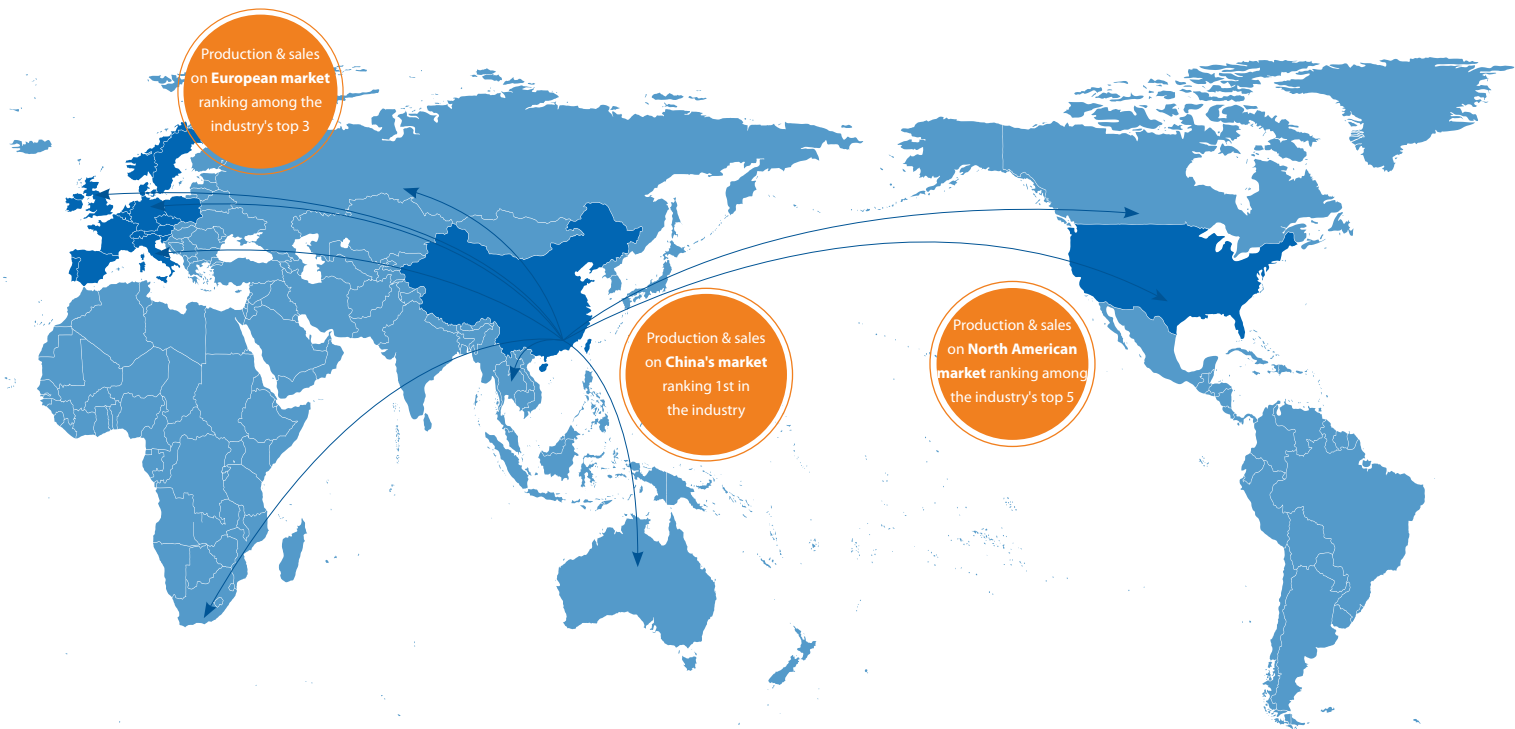 Production & sales
on European market
ranking among the
industry's top 3
Production & sales
on China's market
ranking 1st in
the industry
Production & sales
on North American
market ranking among
the industry's top 5